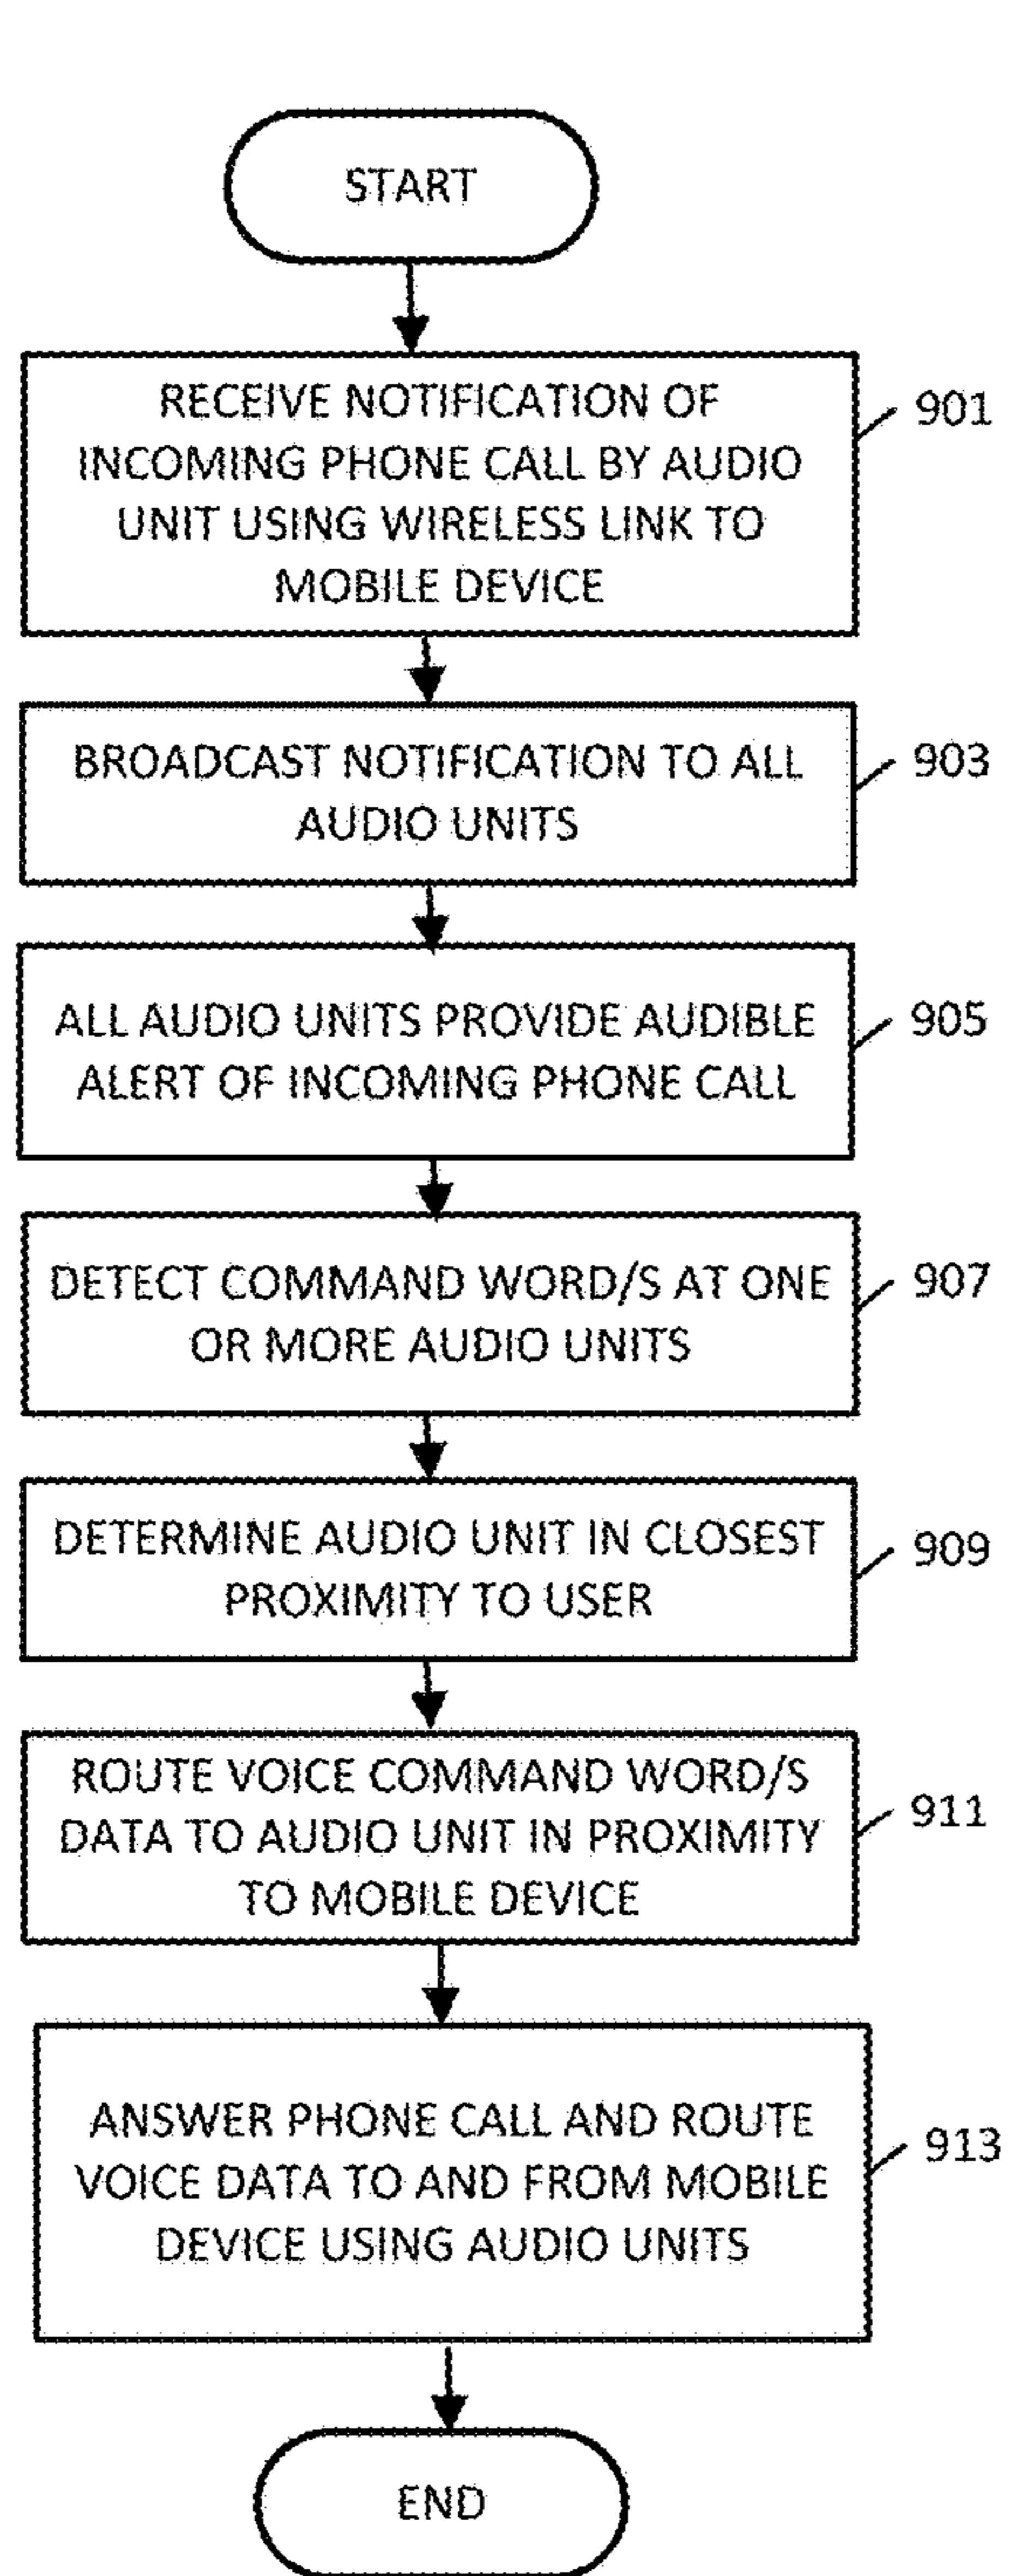 START
RECEIVE NOTIFICATION OF
INCOMING PHONE CALL BY AUDIO
UNIT USING WIRELESS LINK TO
MOBILE DEVICE
901
BROADCAST NOTIFICATION TO ALL
AUDIO UNITS
903
ALL AUDIO UNITS PROVIDE AUDIBLE
ALERT OF INCOMING PHONE CALL
905
DETECT COMMAND WORD/S AT ONE
OR MORE AUDIO UNITS
907
DETERMINE AUDIO UNIT IN CLOSEST
PROXIMITY TO USER
909
ROUTE VOICE COMMAND WORD/S
DATA TO AUDIO UNIT IN PROXIMITY
TO MOBILE DEVICE
911
ANSWER PHONE CALL AND ROUTE
VOICE DATA TO AND FROM MOBILE
DEVICE USING AUDIO UNITS
913
END